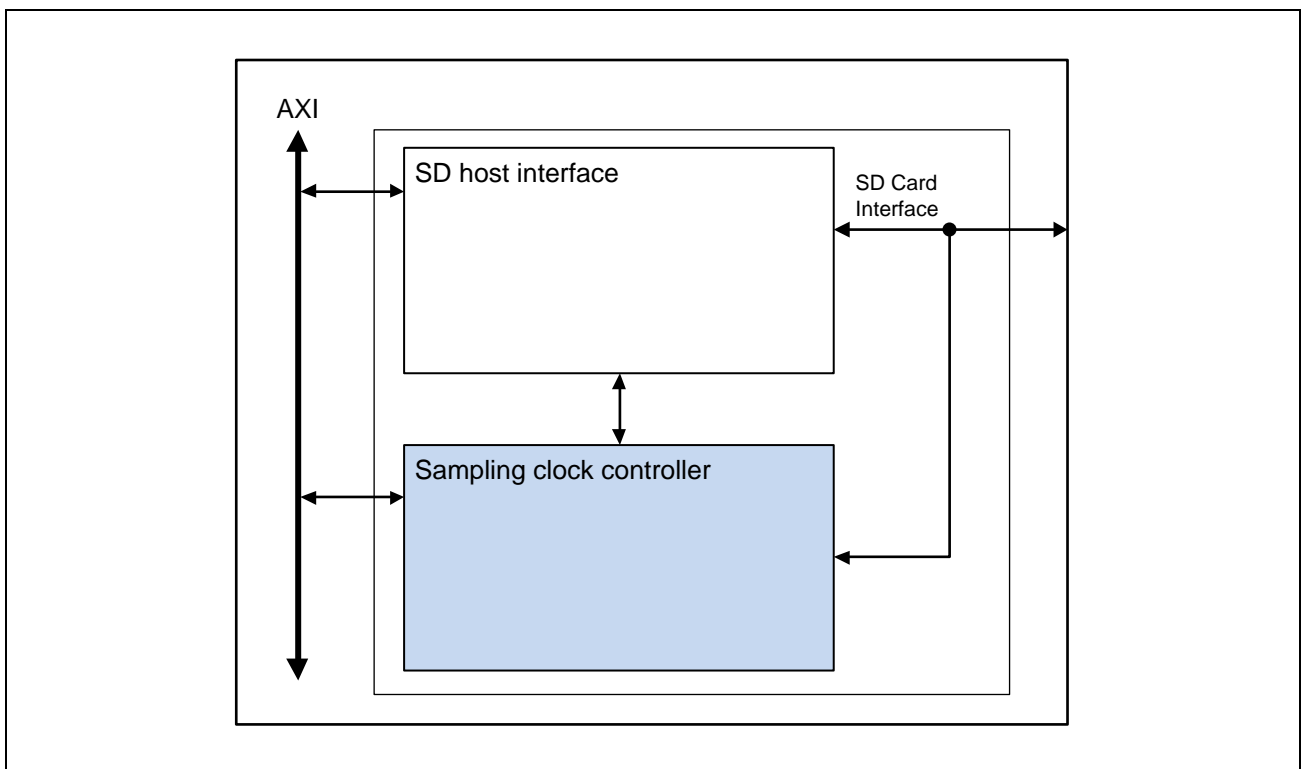 AXI
SD host interface
SD Card
Interface
Sampling clock controller